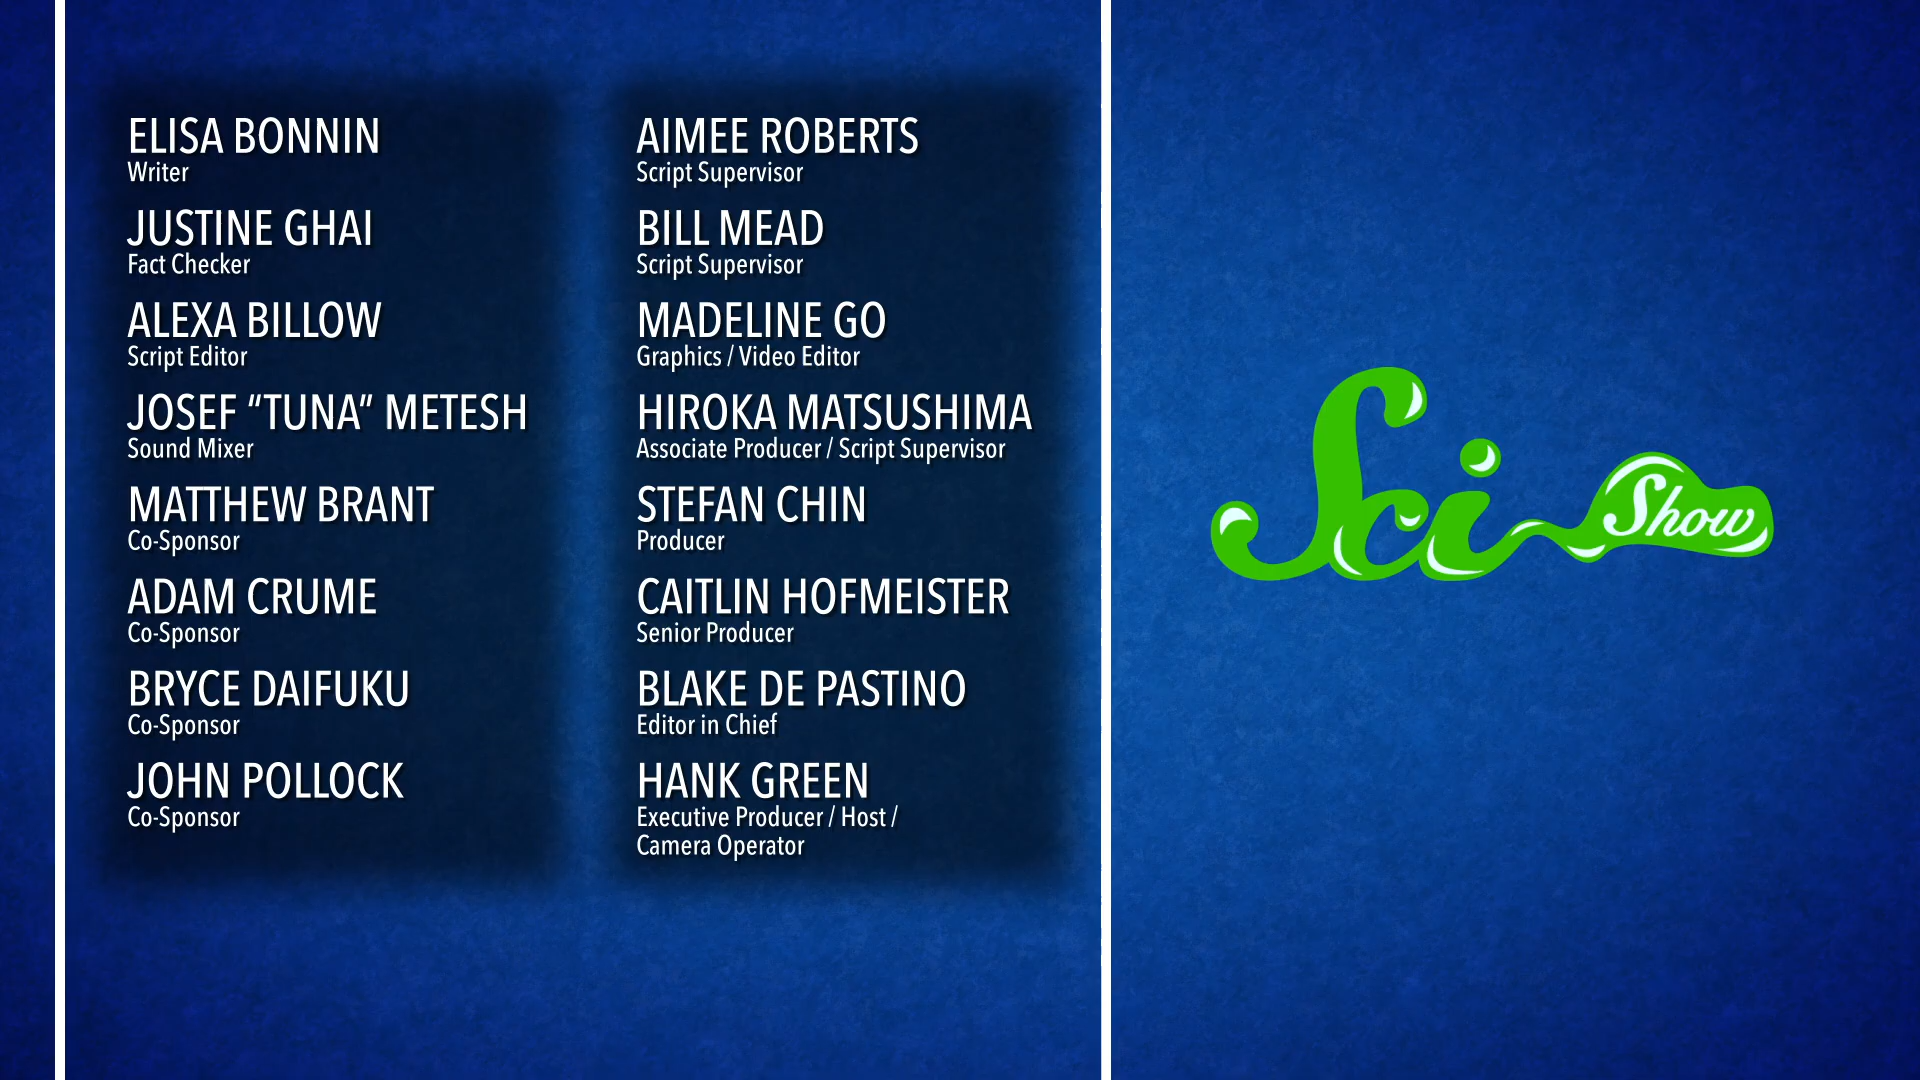 ELISA BONNIN
Writer
JUSTINE GHAI
Fact Checker
ALEXA BILLOW
Script Editor
JOSEF “TUNA” METESH
Sound Mixer
MATTHEW BRANT
Co-Sponsor
ADAM CRUME
Co-Sponsor
BRYCE DAIFUKU
Co-Sponsor
JOHN POLLOCK
Co-Sponsor
AIMEE ROBERTS
Script Supervisor
BILL MEAD
Script Supervisor
MADELINE GO
Graphics / Video Editor
HIROKA MATSUSHIMA
Associate Producer / Script Supervisor
STEFAN CHIN
Producer
CAITLIN HOFMEISTER
Senior Producer
BLAKE DE PASTINO
Editor in Chief
HANK GREEN
Executive Producer / Host /
Camera Operator
Sci Show